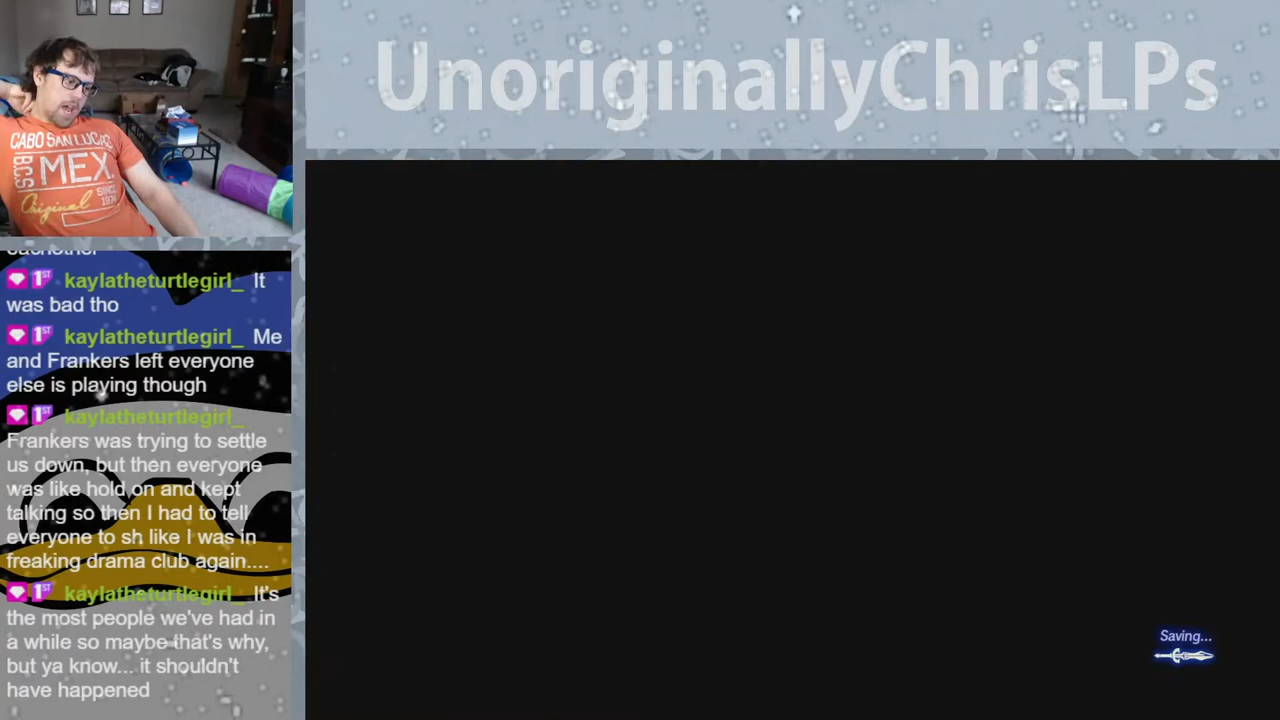 UnoriginallyChrisLPs
CABO SAN LUCAS
BCS
MEX.
Original
SINCE
1974
kaylatheturtlegirl_ It
was bad tho
kaylatheturtlegirl_ Me
and Frankers left everyone
else is playing though
kaylatheturtlegirl_
Frankers was trying to settle
us down, but then everyone
was like hold on and kept
talking so then I had to tell
everyone to sh like I was in
freaking drama club again....
kaylatheturtlegirl_ It's
the most people we've had in
a while so maybe that's why,
but ya know... it shouldn't
have happened
Saving...